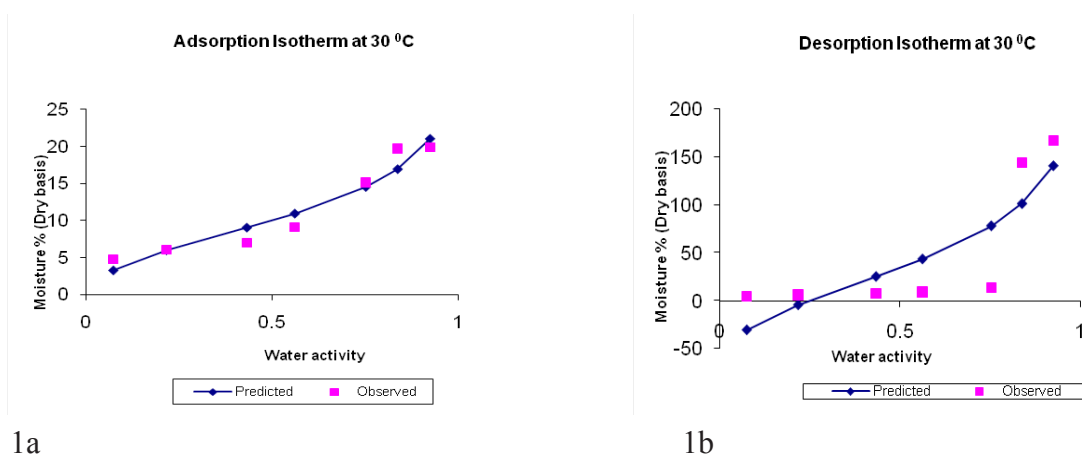 Adsorption Isotherm at 30 ⁰C
25
20
15
10
5
0
0
0.5
1
Moisture % (Dry basis)
Water activity
Predicted
Observed
1a
Desorption Isotherm at 30 ⁰C
200
150
100
50
0
-50
0
0.5
1
Moisture % (Dry basis)
Water activity
Predicted
Observed
1b